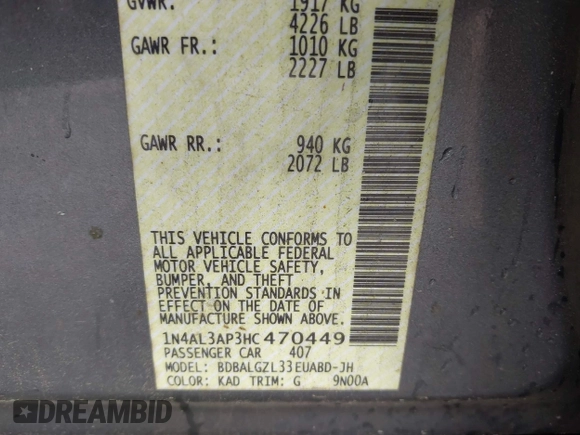 GVWR: 1917 KG
4226 LB
GAWR FR.: 1010 KG
2227 LB
GAWR RR.: 940 KG
2072 LB
THIS VEHICLE CONFORMS TO
ALL APPLICABLE FEDERAL
MOTOR VEHICLE SAFETY,
BUMPER, AND THEFT
PREVENTION STANDARDS IN
EFFECT ON THE DATE OF
MANUFACTURE SHOWN ABOVE.
1N4AL3AP3HC470449
PASSENGER CAR 407
MODEL: BDBALGZL33EUABD-JH
COLOR: KAD TRIM: G 9N00A
DCarsBidsHistory